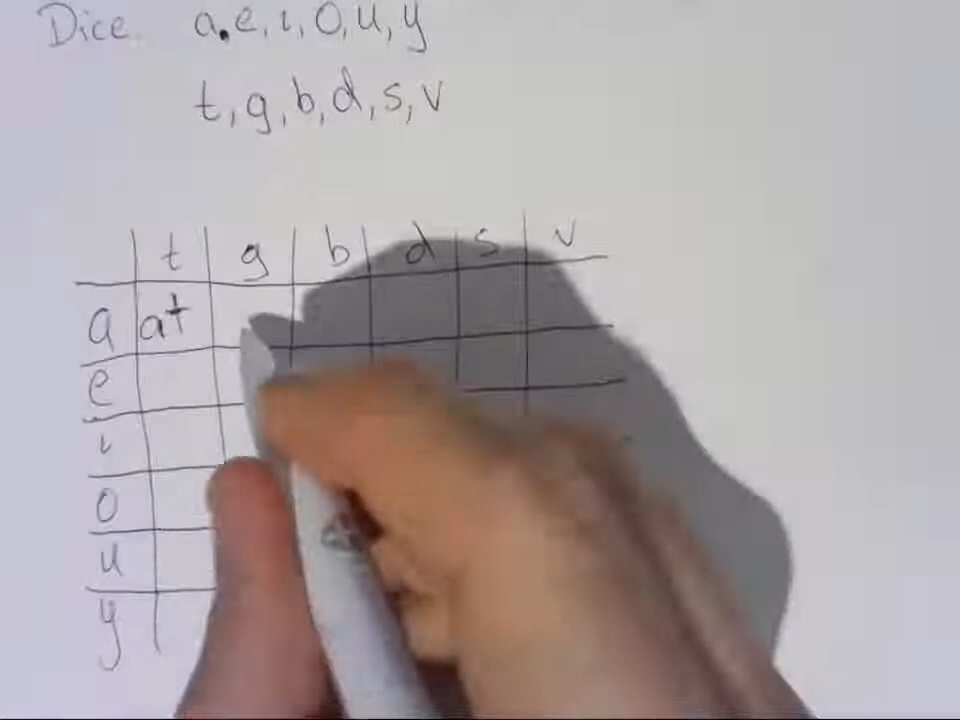 Dice. a, e, i, o, u, y
t, g, b, d, s, v
t g b d s v
a at
e
i
o
u
y